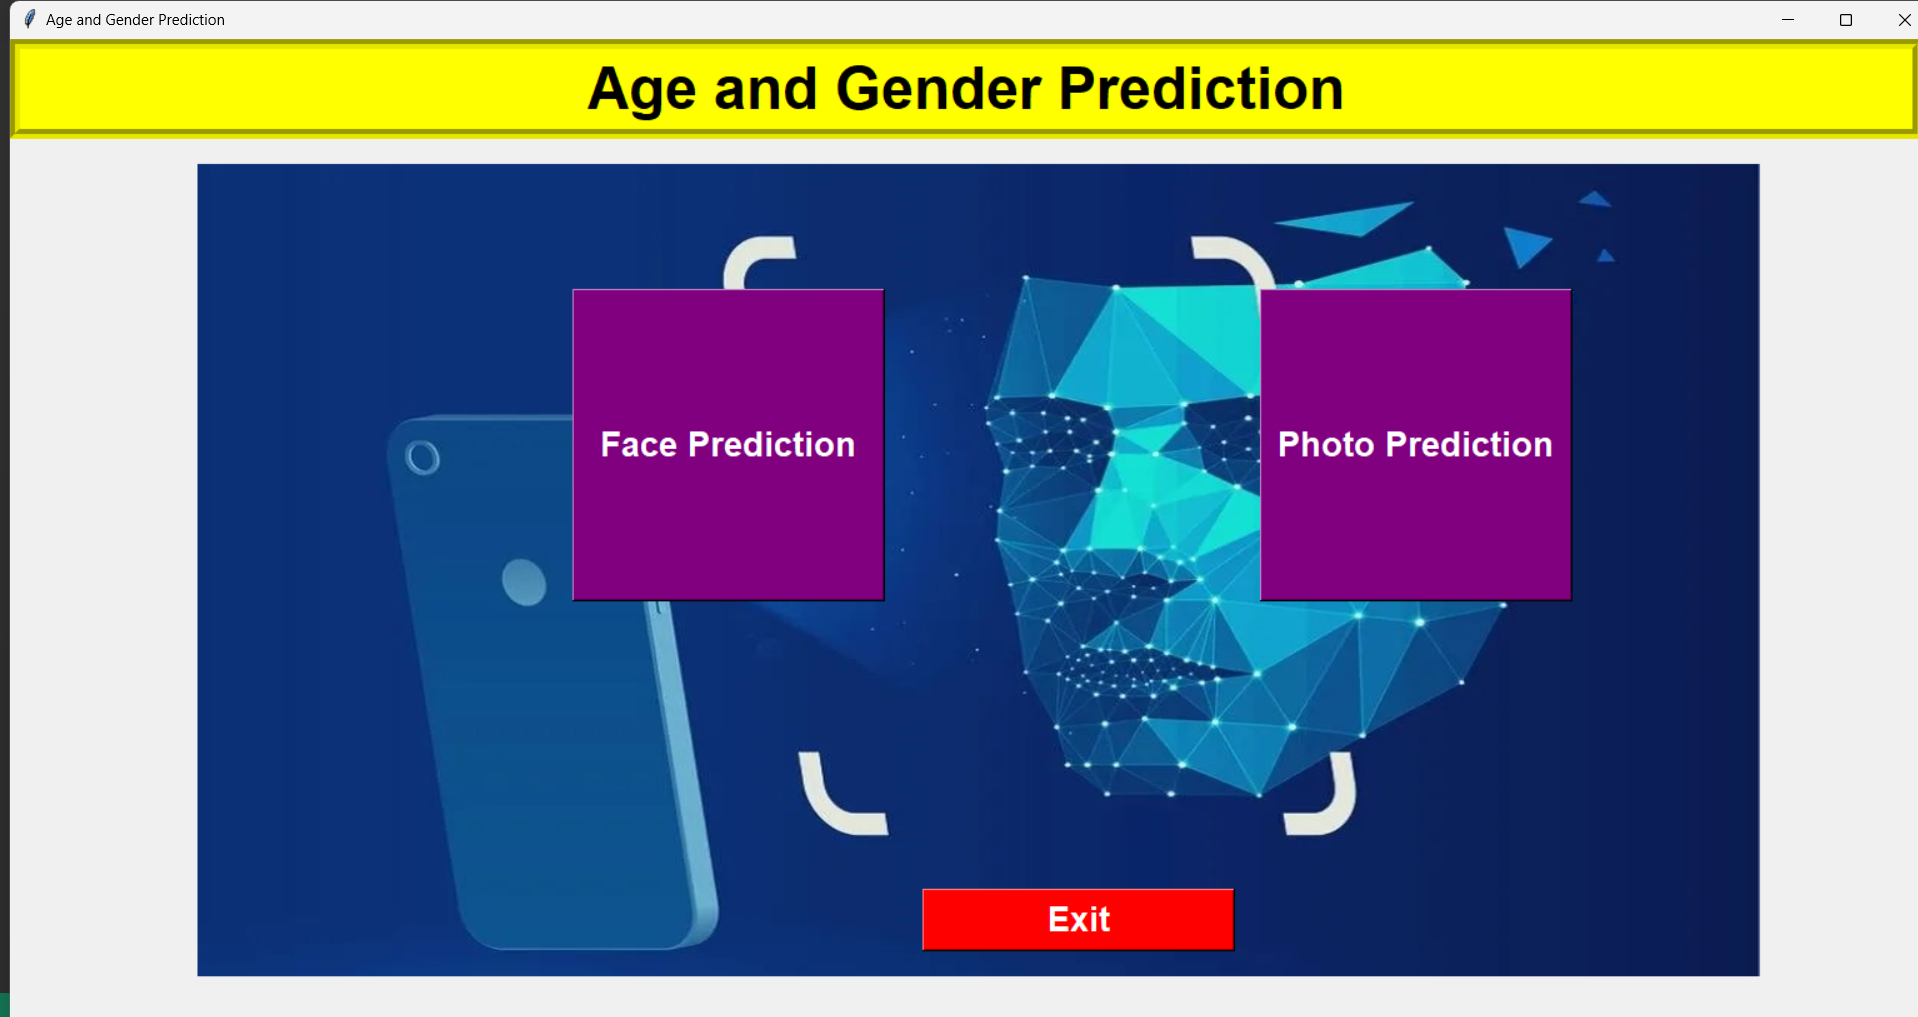 Age and Gender Prediction
Age and Gender Prediction
Face Prediction
Photo Prediction
Exit